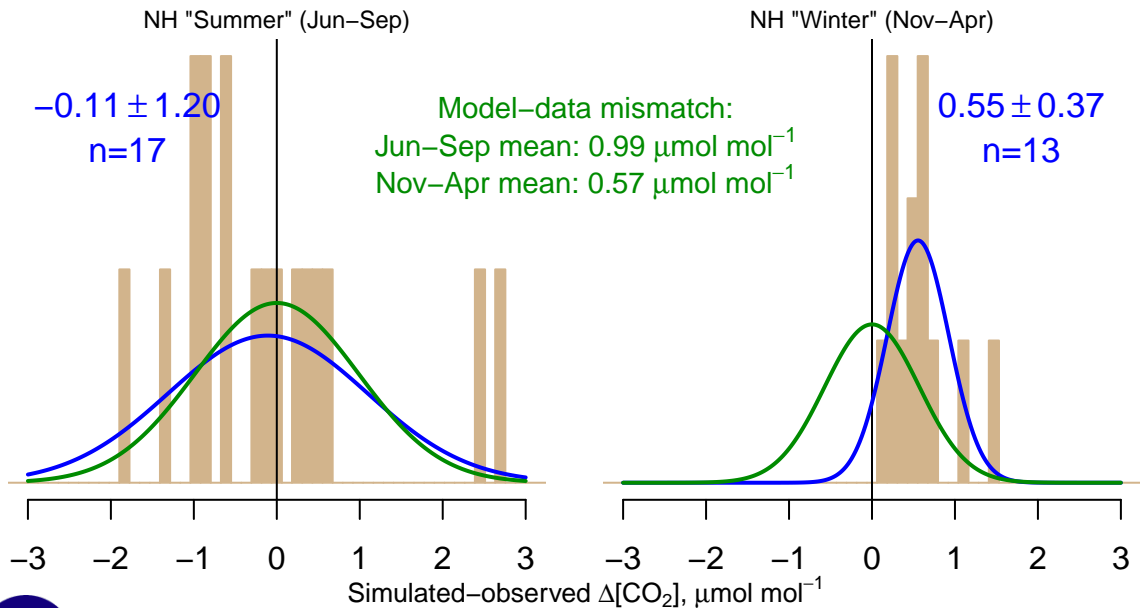 NH "Summer" (Jun−Sep)
−0.11 ± 1.20
n=17
Model−data mismatch:
Jun−Sep mean: 0.99 μmol mol⁻¹
Nov−Apr mean: 0.57 μmol mol⁻¹
NH "Winter" (Nov−Apr)
0.55 ± 0.37
n=13
−3 −2 −1 0 1 2 3
−3 −2 −1 0 1 2 3
Simulated−observed Δ[CO₂], μmol mol⁻¹